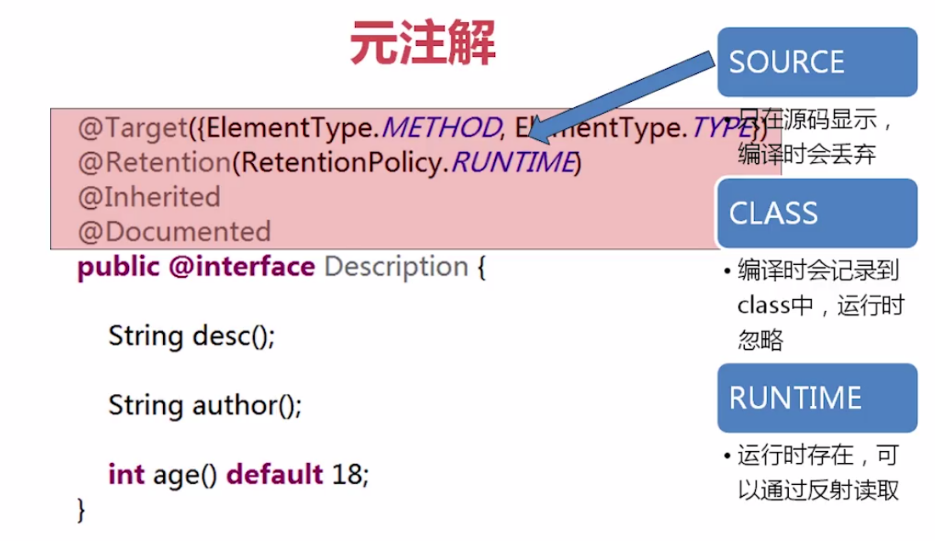 元注解
@Target({ElementType.METHOD, ElementType.TYPE})
@Retention(RetentionPolicy.RUNTIME)
@Inherited
@Documented
public @interface Description {
String desc();
String author();
int age() default 18;
}
SOURCE
•只在源码显示，
编译时会丢弃
CLASS
•编译时会记录到
class中，运行时
忽略
RUNTIME
•运行时存在，可
以通过反射读取